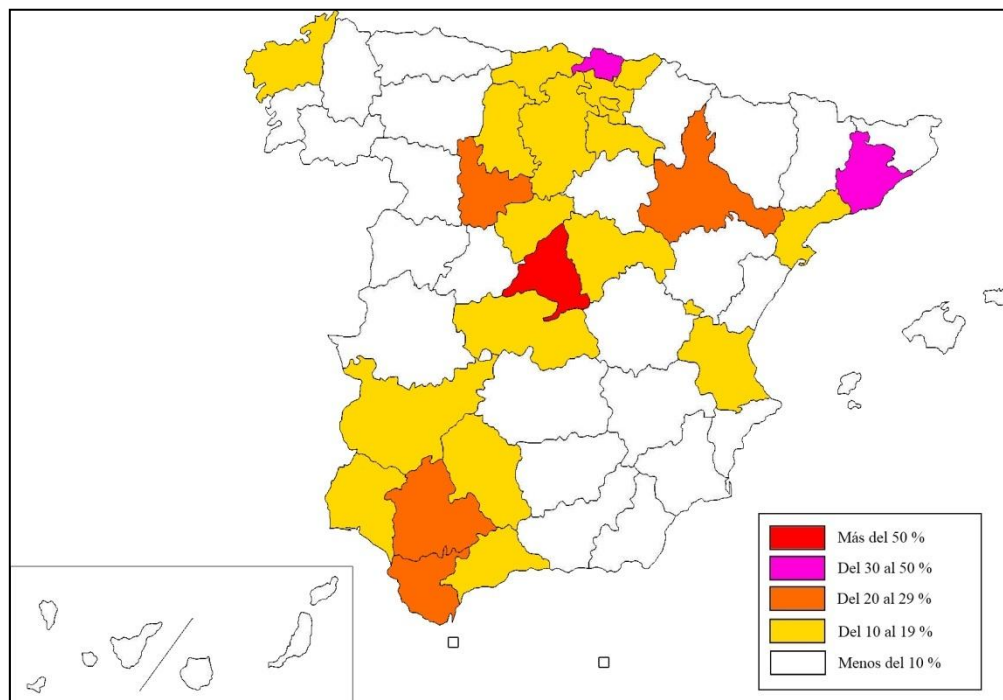 Más del 50 %
Del 30 al 50 %
Del 20 al 29 %
Del 10 al 19 %
Menos del 10 %